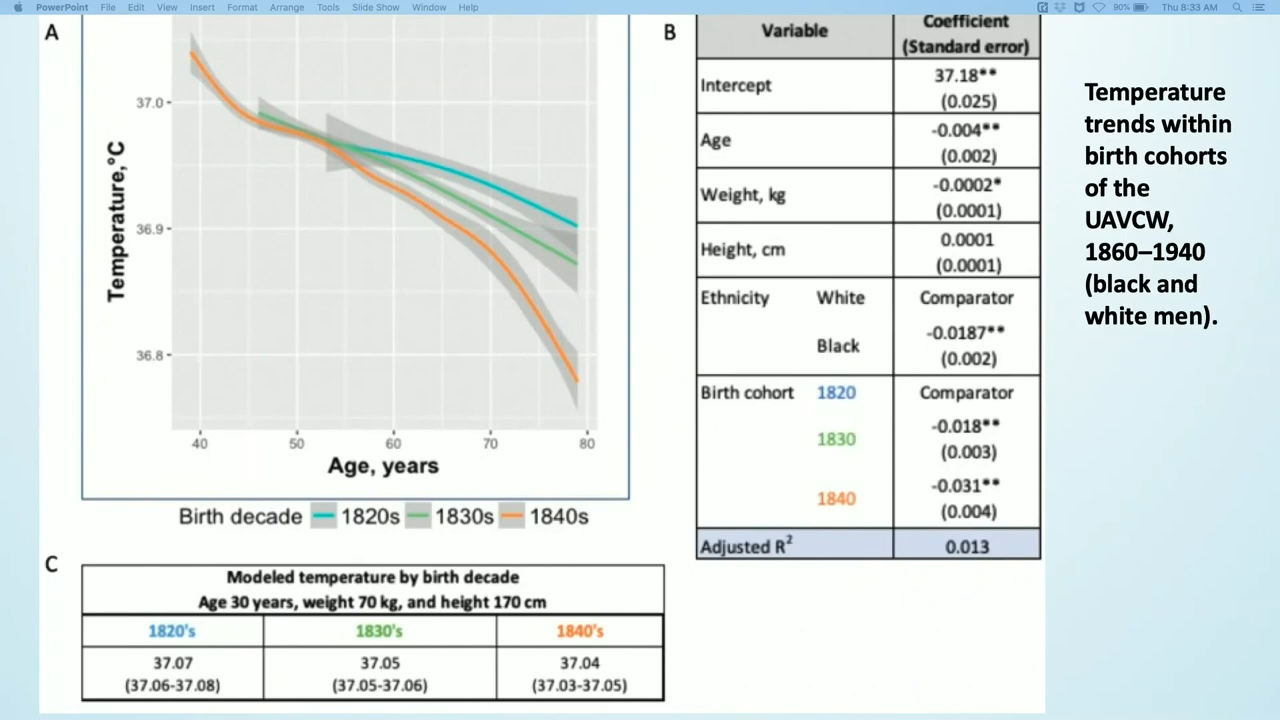 PowerPoint File Edit View Insert Format Arrange Tools Slide Show Window Help 90% Thu 8:33 AM
A
37.0
36.9
36.8
Temperature,°C
40 50 60 70 80
Age, years
Birth decade 1820s 1830s 1840s
B
Variable Coefficient
(Standard error)
Intercept 37.18**
(0.025)
Age -0.004**
(0.002)
Weight, kg -0.0002*
(0.0001)
Height, cm 0.0001
(0.0001)
Ethnicity White Comparator
Black -0.0187**
(0.002)
Birth cohort 1820 Comparator
1830 -0.018**
(0.003)
1840 -0.031**
(0.004)
Adjusted R² 0.013
C
Modeled temperature by birth decade
Age 30 years, weight 70 kg, and height 170 cm
1820's 1830's 1840's
37.07 37.05 37.04
(37.06-37.08) (37.05-37.06) (37.03-37.05)
Temperature
trends within
birth cohorts
of the
UAVCW,
1860–1940
(black and
white men).